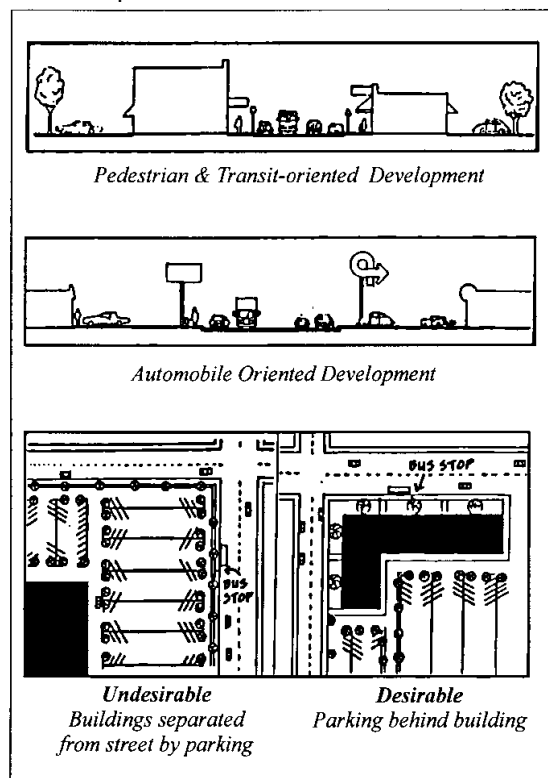 Pedestrian & Transit-oriented Development
Automobile Oriented Development
BUS STOP
BUS
STOP
Undesirable
Buildings separated
from street by parking
Desirable
Parking behind building